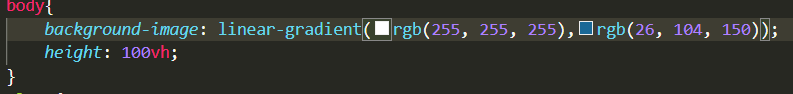 body{
background-image: linear-gradient(rgb(255, 255, 255),rgb(26, 104, 150));
height: 100vh;
}